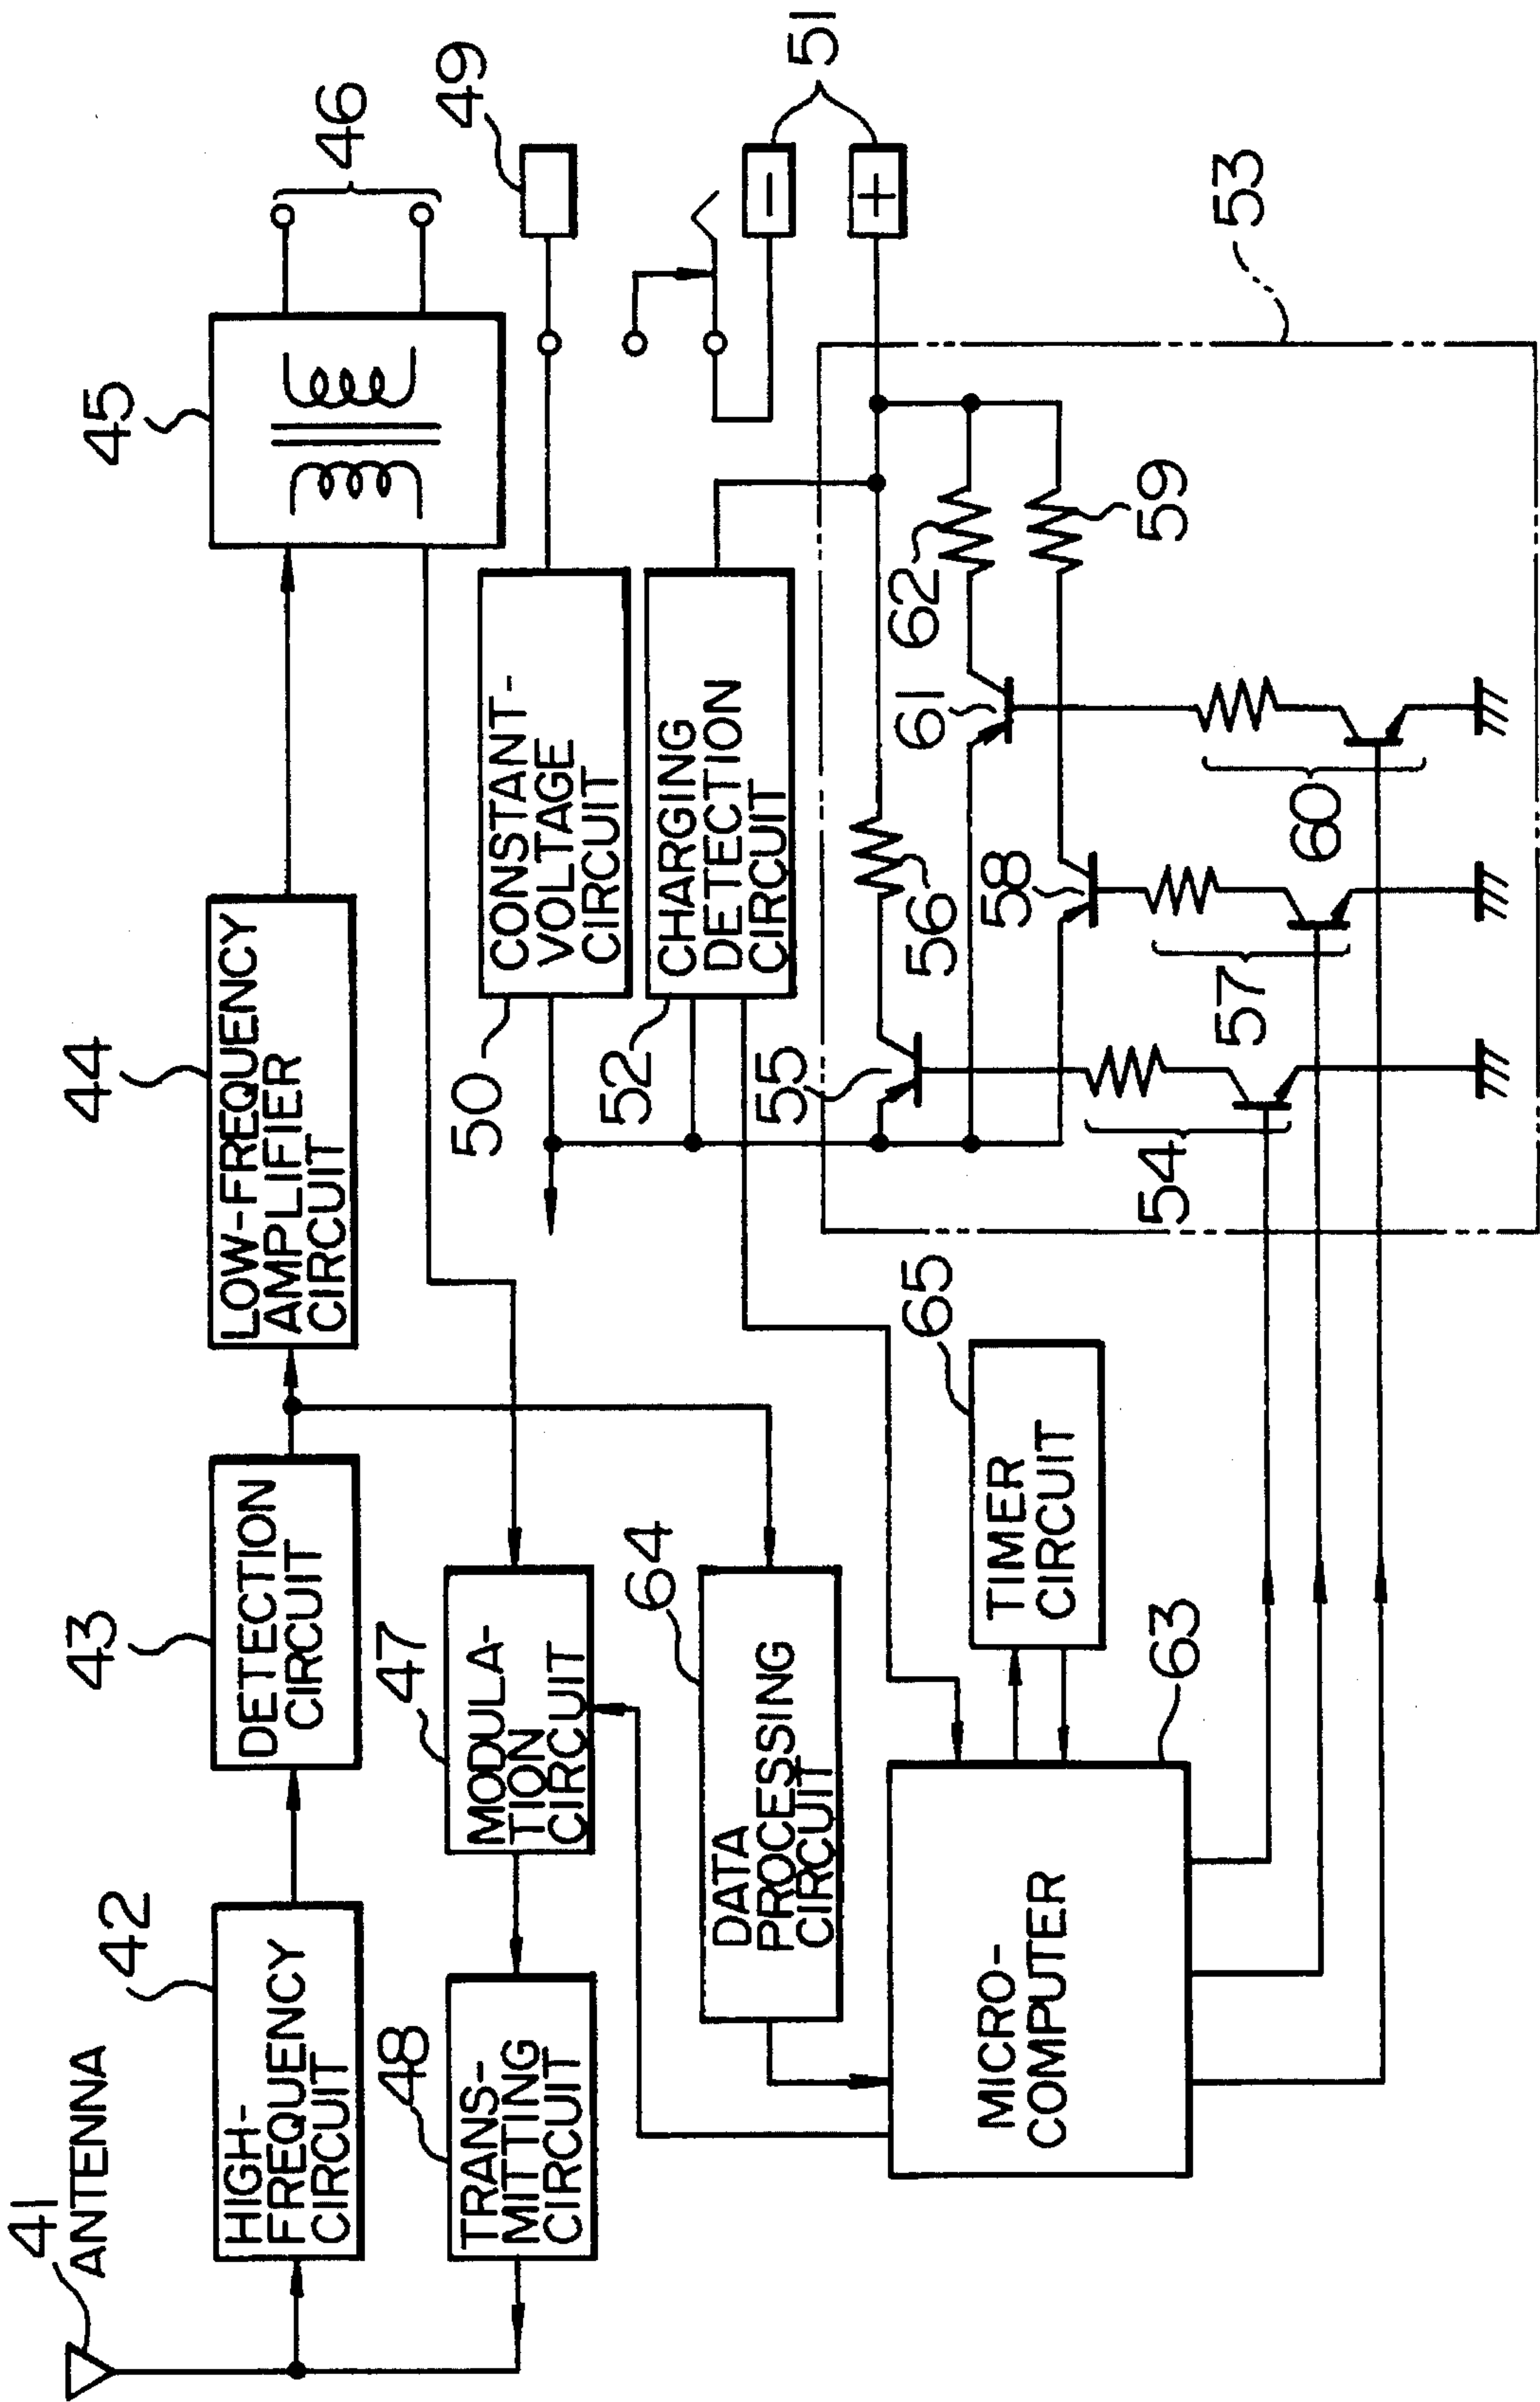 41
ANTENNA
42
HIGH-
FREQUENCY
CIRCUIT
43
DETECTION
CIRCUIT
44
LOW-FREQUENCY
AMPLIFIER
CIRCUIT
45
46
48
TRANS-
MITTING
CIRCUIT
47
MODULA-
TION
CIRCUIT
50
CONSTANT-
VOLTAGE
CIRCUIT
49
64
DATA
PROCESSING
CIRCUIT
52
CHARGING
DETECTION
CIRCUIT
−
+
51
63
MICRO-
COMPUTER
65
TIMER
CIRCUIT
55
56
62
61
58
59
54
57
60
53